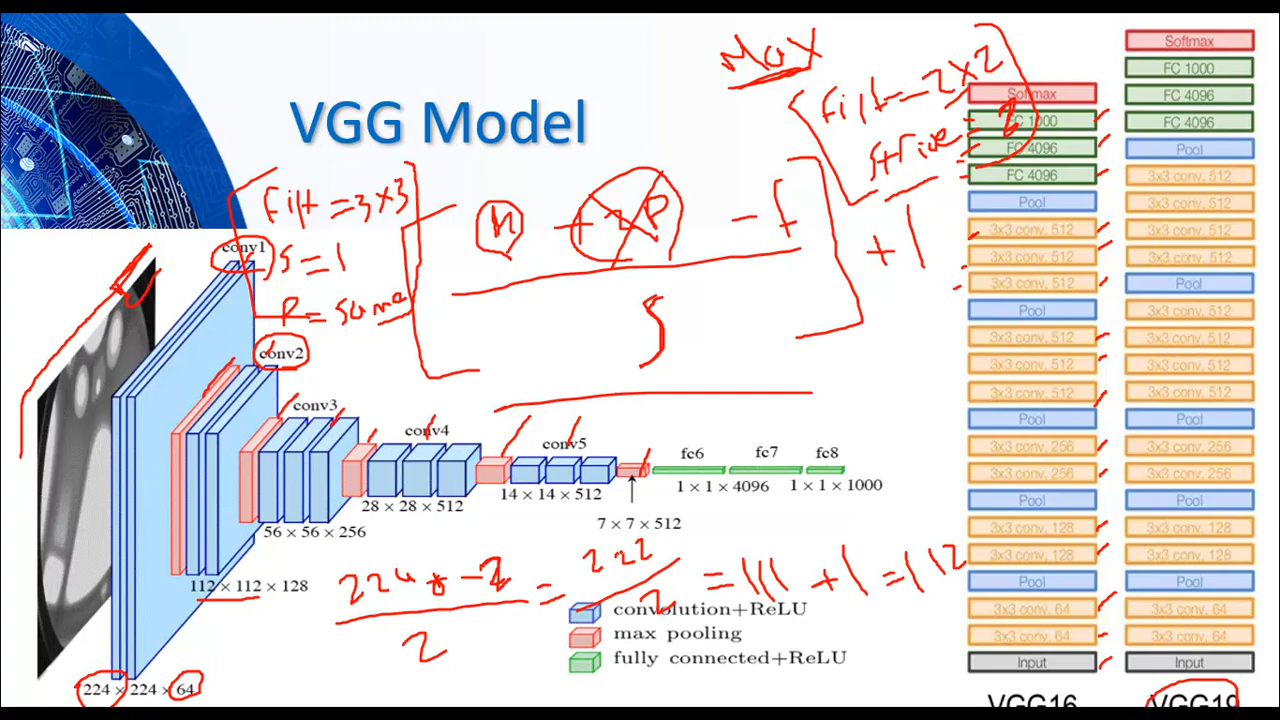 VGG Model
Max
Filt = 2x2
Stride = 2
Filt = 3x3
S = 1
P = Same
n + 2P - f
S
+ 1
conv1
conv2
conv3
conv4
conv5
fc6
fc7
fc8
1 × 1 × 4096
1 × 1 × 1000
14 × 14 × 512
28 × 28 × 512
7 × 7 × 512
56 × 56 × 256
112 × 112 × 128
224 × 224 × 64
224 - 2
2
= 222
2
= 111 + 1 = 112
convolution+ReLU
max pooling
fully connected+ReLU
Softmax
FC 1000
FC 4096
FC 4096
Pool
3x3 conv, 512
3x3 conv, 512
3x3 conv, 512
Pool
3x3 conv, 512
3x3 conv, 512
3x3 conv, 512
Pool
3x3 conv, 256
3x3 conv, 256
Pool
3x3 conv, 128
3x3 conv, 128
Pool
3x3 conv, 64
3x3 conv, 64
Input
VGG16
Softmax
FC 1000
FC 4096
FC 4096
Pool
3x3 conv, 512
3x3 conv, 512
3x3 conv, 512
3x3 conv, 512
Pool
3x3 conv, 512
3x3 conv, 512
3x3 conv, 512
3x3 conv, 512
Pool
3x3 conv, 256
3x3 conv, 256
Pool
3x3 conv, 128
3x3 conv, 128
Pool
3x3 conv, 64
3x3 conv, 64
Input
VGG19